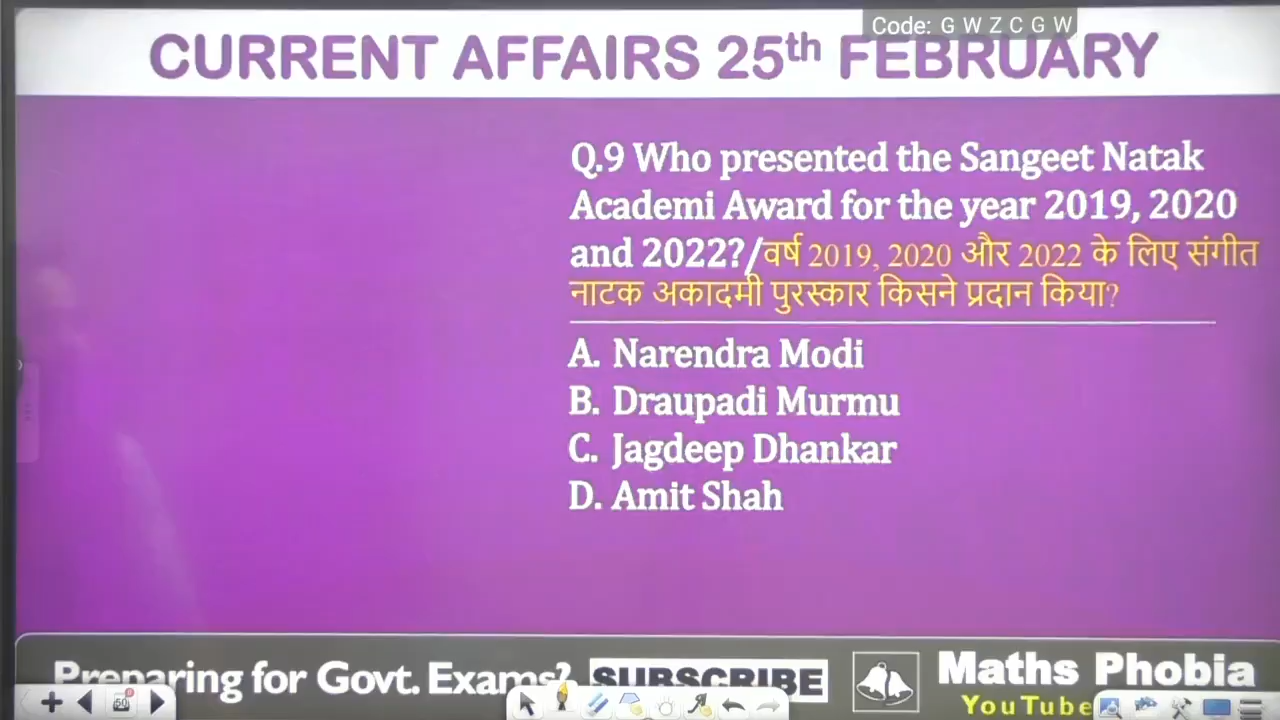 Code: G W Z C G W
CURRENT AFFAIRS 25th FEBRUARY
Q.9 Who presented the Sangeet Natak
Academi Award for the year 2019, 2020
and 2022?/वर्ष 2019, 2020 और 2022 के लिए संगीत
नाटक अकादमी पुरस्कार किसने प्रदान किया?
A. Narendra Modi
B. Draupadi Murmu
C. Jagdeep Dhankar
D. Amit Shah
Preparing for Govt. Exams? SUBSCRIBE
Maths Phobia
YouTube